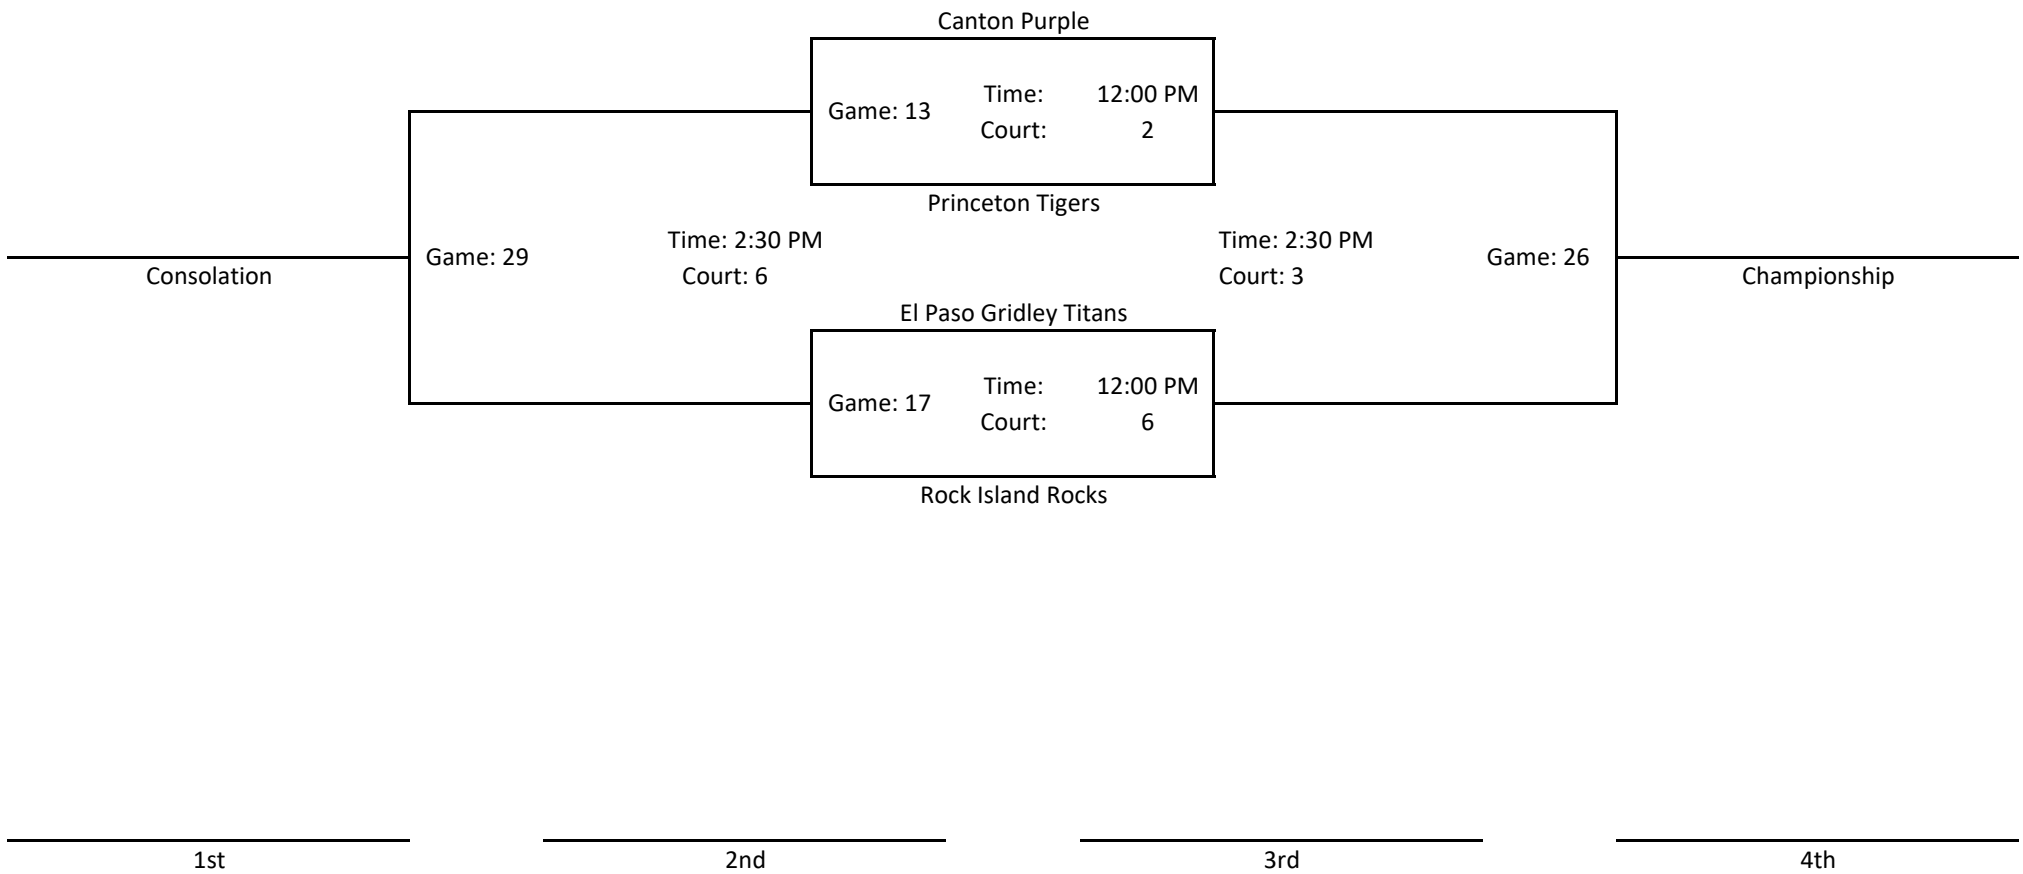 Canton Purple
Game: 13 Time: 12:00 PM
Court: 2
Princeton Tigers
Time: 2:30 PM Time: 2:30 PM
Game: 29 Game: 26
Court: 6 Court: 3
Consolation Championship
El Paso Gridley Titans
Game: 17 Time: 12:00 PM
Court: 6
Rock Island Rocks
1st 2nd 3rd 4th